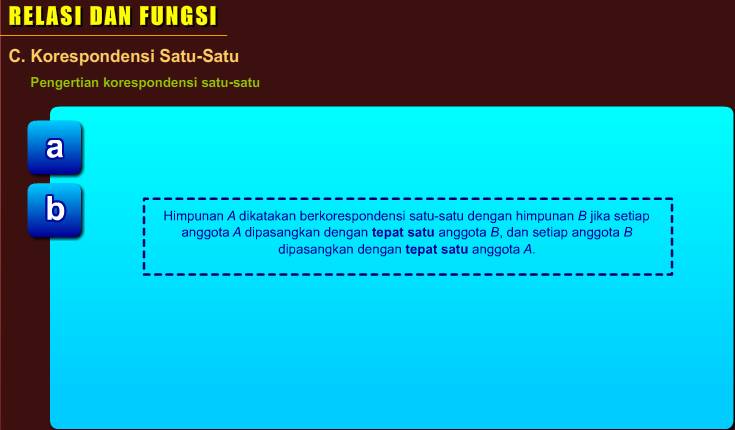 RELASI DAN FUNGSI
C. Korespondensi Satu-Satu
Pengertian korespondensi satu-satu
a
b
Himpunan A dikatakan berkorespondensi satu-satu dengan himpunan B jika setiap
anggota A dipasangkan dengan tepat satu anggota B, dan setiap anggota B
dipasangkan dengan tepat satu anggota A.